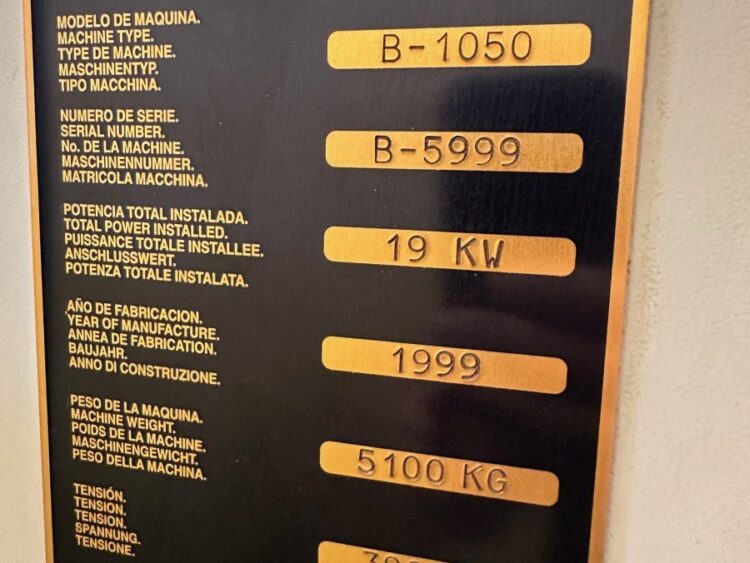 MODELO DE MAQUINA.
MACHINE TYPE.
TYPE DE MACHINE.
MASCHINENTYP.
TIPO MACCHINA.
B-1050
NUMERO DE SERIE.
SERIAL NUMBER.
No. DE LA MACHINE.
MASCHINENNUMMER.
MATRICOLA MACCHINA.
B-5999
POTENCIA TOTAL INSTALADA.
TOTAL POWER INSTALLED.
PUISSANCE TOTALE INSTALLEE.
ANSCHLUSSWERT.
POTENZA TOTALE INSTALATA.
19 KW
AÑO DE FABRICACION.
YEAR OF MANUFACTURE.
ANNEA DE FABRICATION.
BAUJAHR.
ANNO DI CONSTRUZIONE.
1999
PESO DE LA MAQUINA.
MACHINE WEIGHT.
POIDS DE LA MACHINE.
MASCHINENGEWICHT.
PESO DELLA MACHINA.
5100 KG
TENSIÓN.
TENSION.
TENSION.
SPANNUNG.
TENSIONE.